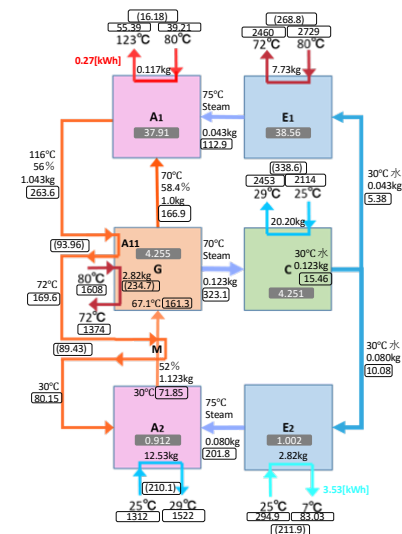 (16.18)
55.39 39.21
123℃ 80℃
0.27[kWh]
0.117kg
(268.8)
2460 2729
72℃ 80℃
7.73kg
A1
37.91
75℃
Steam
0.043kg
112.9
E1
38.56
116℃
56%
1.043kg
263.6
70℃
58.4%
1.0kg
166.9
(338.6)
2453 2114
29℃ 25℃
20.20kg
30℃ 水
0.043kg
5.38
(93.96)
A11
4.255
G
80℃
1608
2.82kg
(234.7)
67.1℃ 161.3
72℃
1374
70℃
Steam
0.123kg
323.1
C
30℃ 水
0.123kg
15.46
4.251
72℃
169.6
(89.43)
M
52%
1.123kg
30℃ 71.85
30℃
80.15
30℃ 水
0.080kg
10.08
A2
0.912
12.53kg
75℃
Steam
0.080kg
201.8
E2
1.002
2.82kg
(210.1)
25℃ 29℃
1312 1522
3.53[kWh]
25℃ 7℃
294.9 83.03
(211.9)